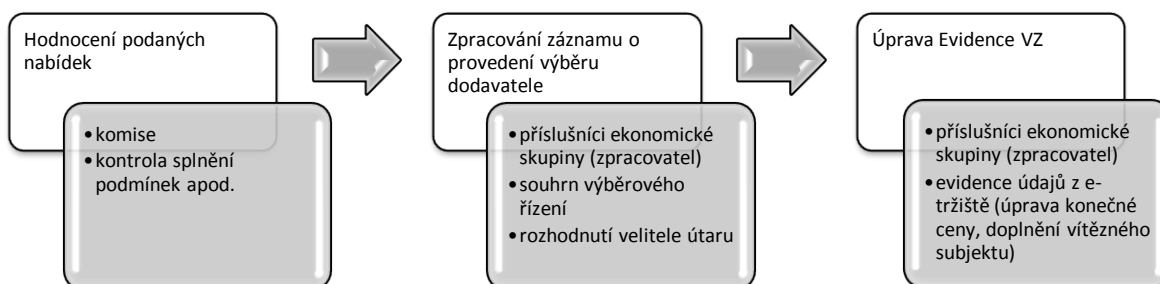 Hodnocení podaných
nabídek
•komise
•kontrola splnění
podmínek apod.
Zpracování záznamu o
provedení výběru
dodavatele
•příslušníci ekonomické
skupiny (zpracovatel)
•souhrn výběrového
řízení
•rozhodnutí velitele útaru
Úprava Evidence VZ
•příslušníci ekonomické
skupiny (zpracovatel)
•evidence údajů z e-
tržiště (úprava konečné
ceny, doplnění vítězného
subjektu)